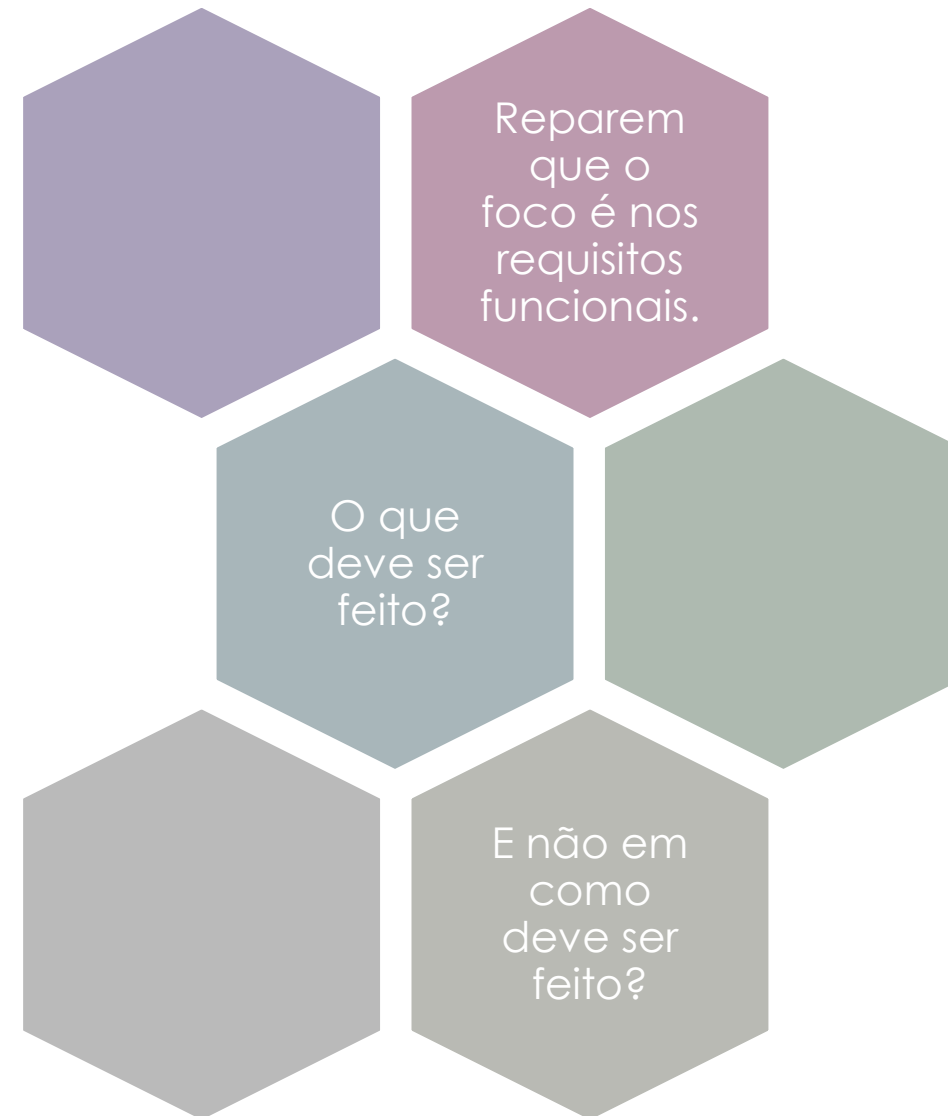 Reparem
que o
foco é nos
requisitos
funcionais.
O que
deve ser
feito?
E não em
como
deve ser
feito?